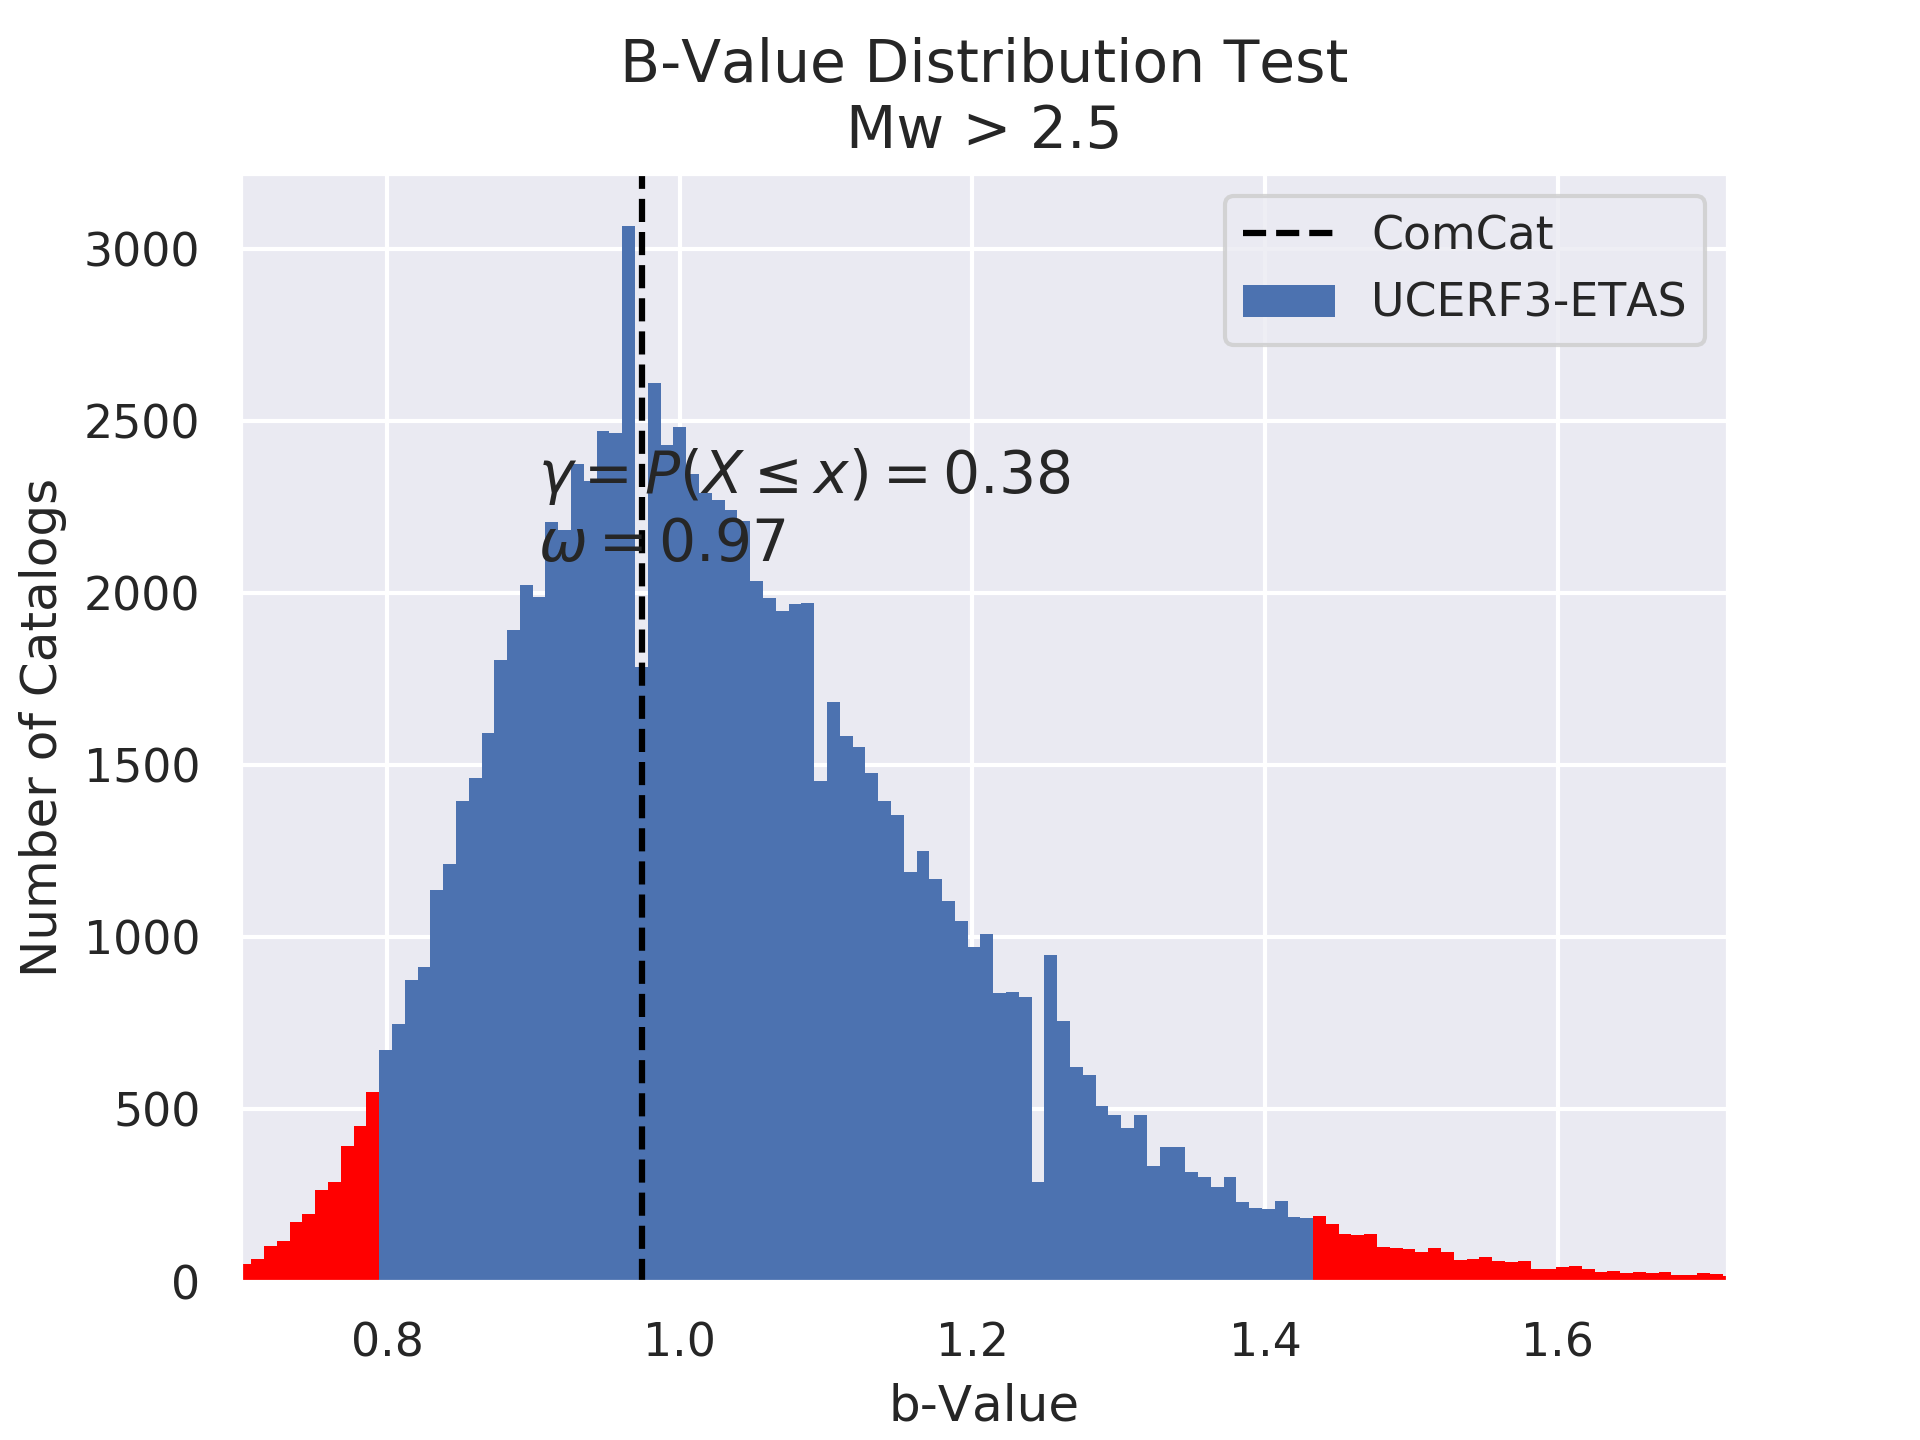 B-Value Distribution Test
Mw > 2.5
ComCat
UCERF3-ETAS
γ = P(X ≤ x) = 0.38
ω = 0.97
Number of Catalogs
3000
2500
2000
1500
1000
500
0
0.8 1.0 1.2 1.4 1.6
b-Value